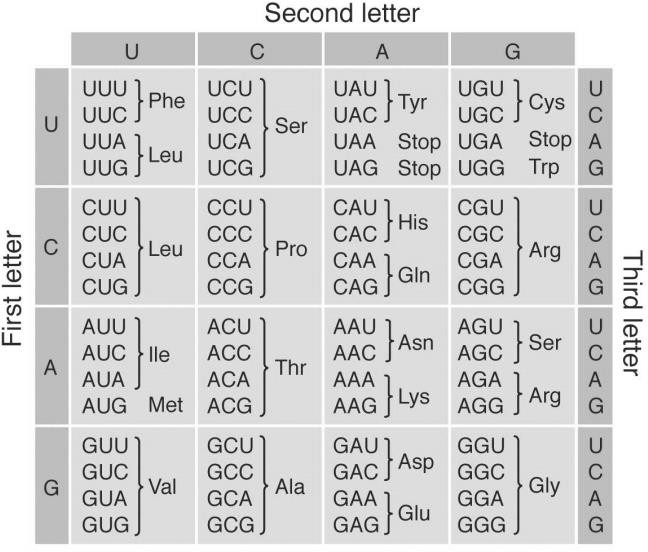 Second letter
U C A G
UUU UCU UAU UGU U
Phe Tyr Cys
UUC UCC UAC UGC C
Ser
UUA UCA UAA Stop UGA Stop A
Leu
UUG UCG UAG Stop UGG Trp G
U
CUU CCU CAU CGU U
His
CUC CCC CAC CGC C
Leu Pro Arg
CUA CCA CAA CGA A
Gln
CUG CCG CAG CGG G
C
AUU ACU AAU AGU U
Asn Ser
AUC ACC AAC AGC C
Ile Thr
AUA ACA AAA AGA A
Lys Arg
AUG Met ACG AAG AGG G
A
GUU GCU GAU GGU U
Asp
GUC GCC GAC GGC C
Val Ala Gly
GUA GCA GAA GGA A
Glu
GUG GCG GAG GGG G
G
First letter
Third letter